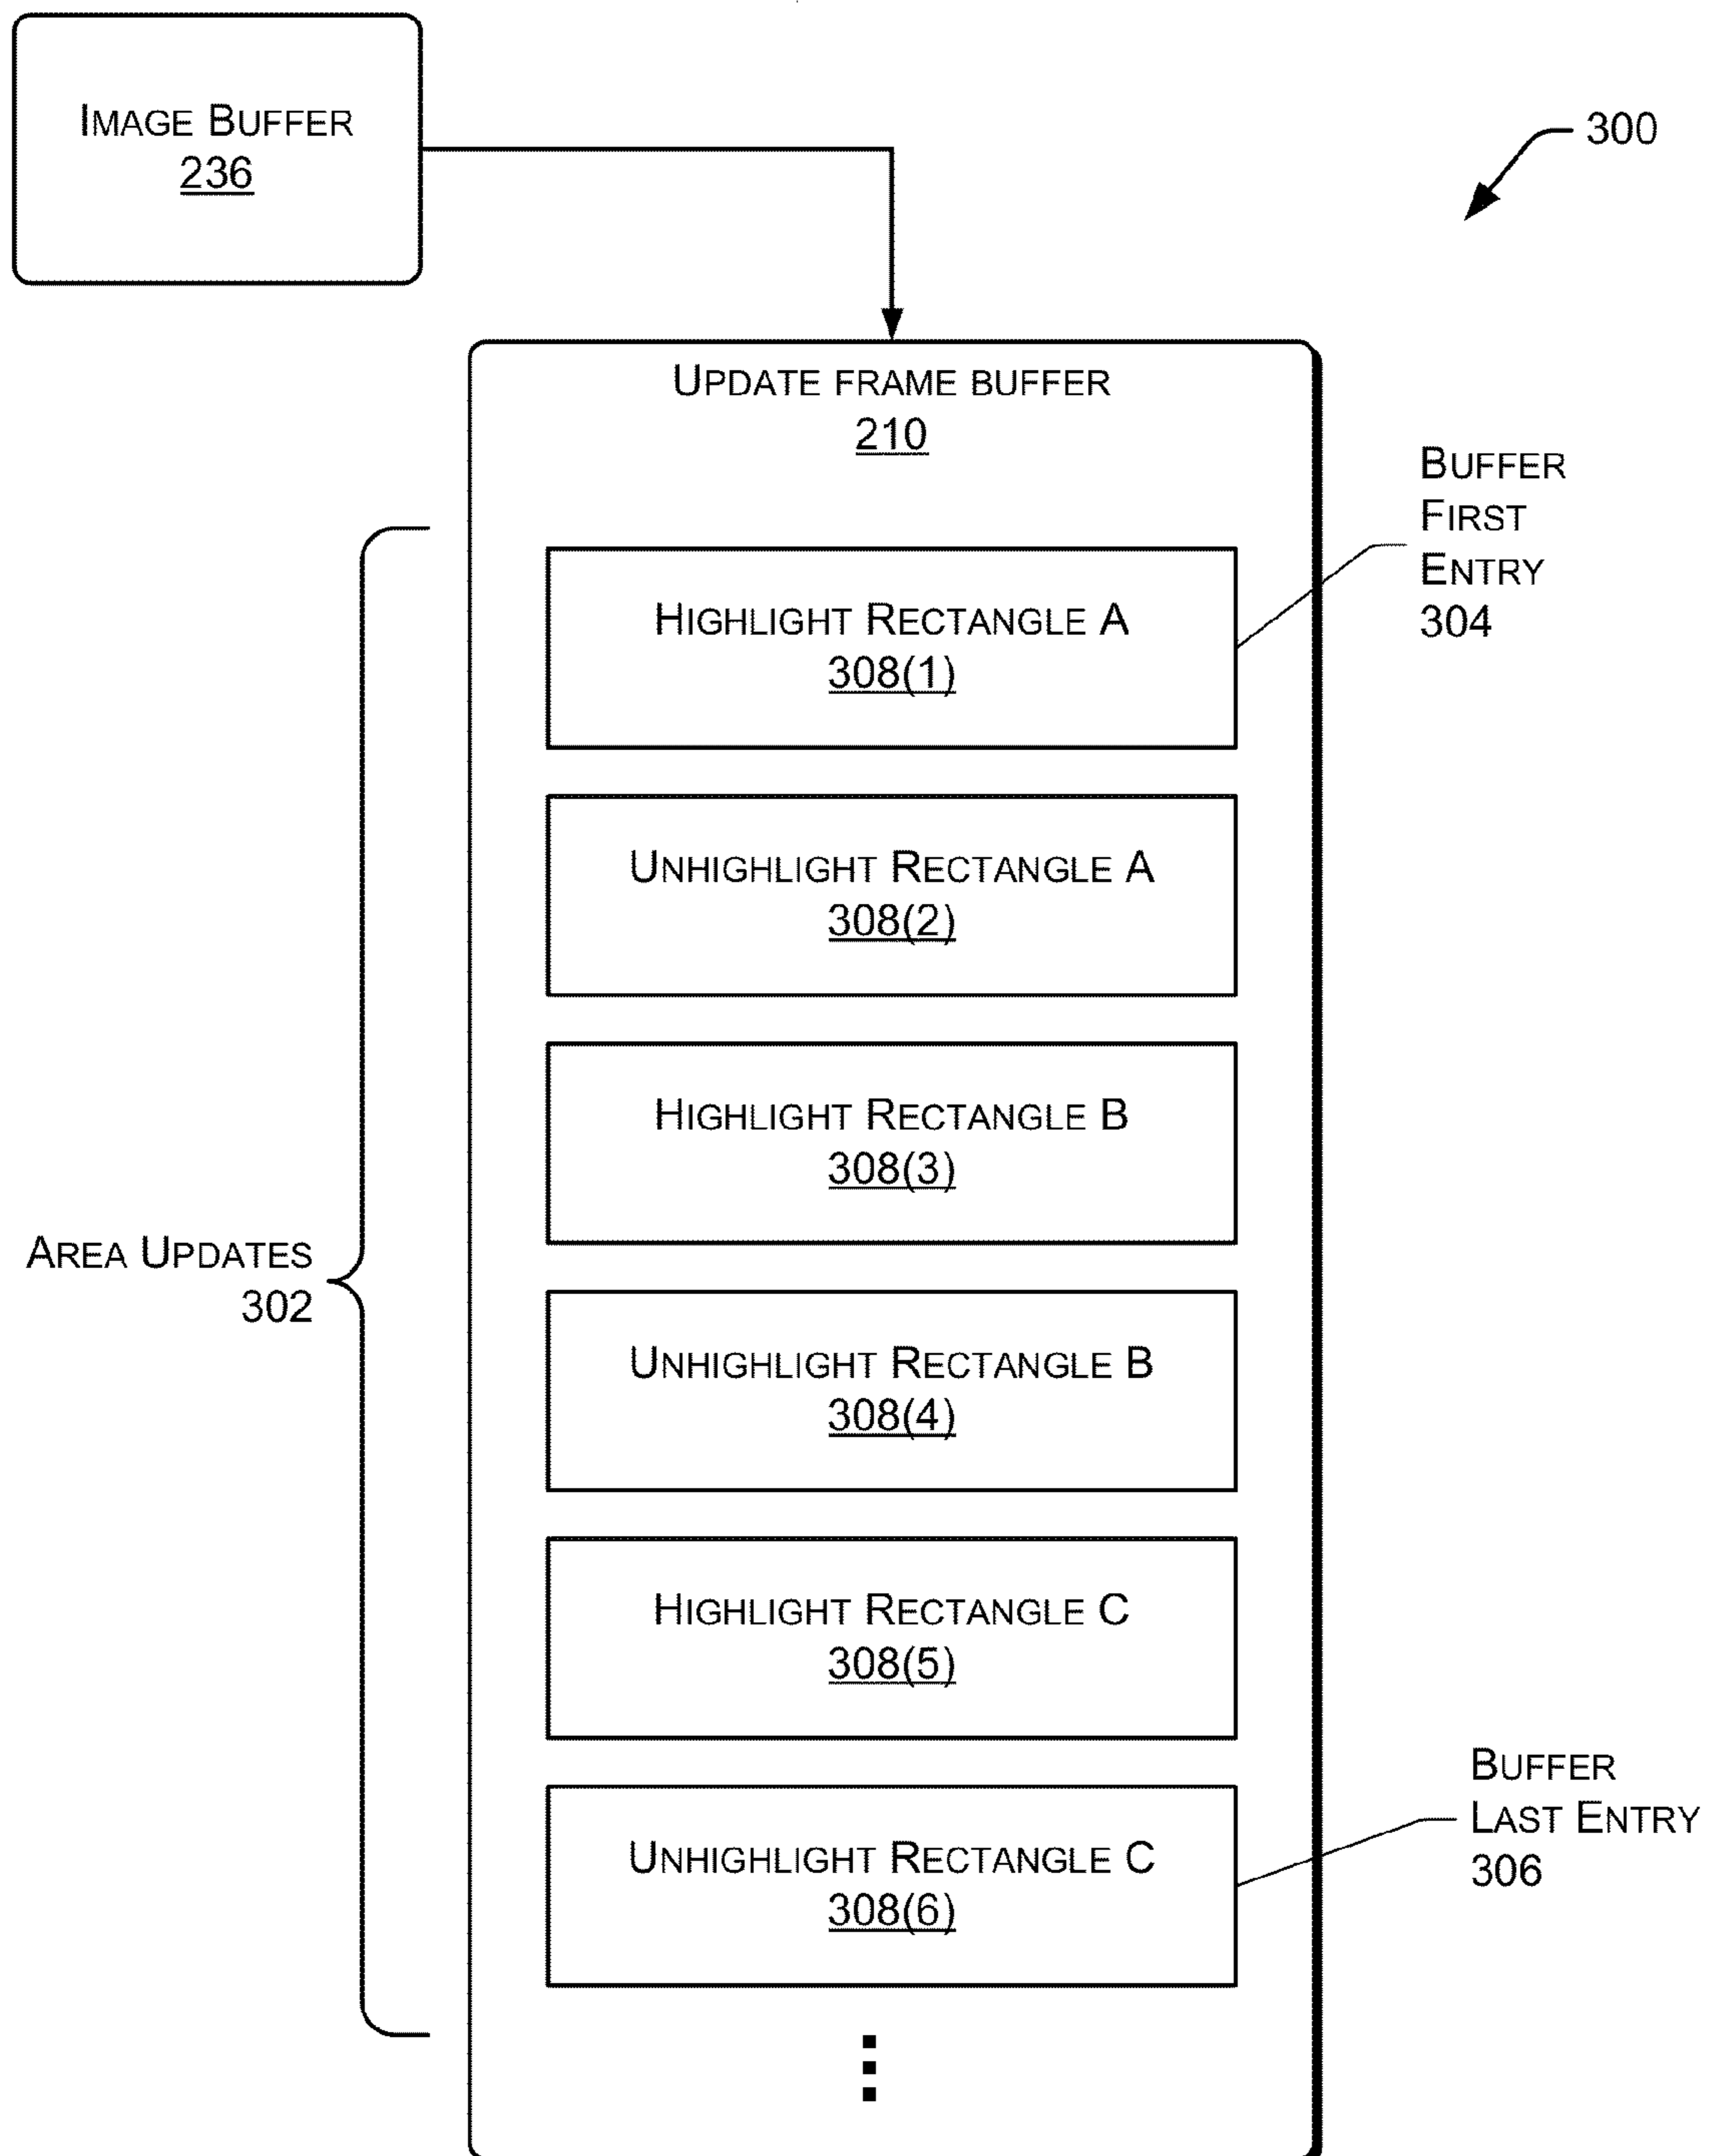 IMAGE BUFFER
236
300
UPDATE FRAME BUFFER
210
BUFFER
FIRST
ENTRY
304
HIGHLIGHT RECTANGLE A
308(1)
UNHIGHLIGHT RECTANGLE A
308(2)
HIGHLIGHT RECTANGLE B
308(3)
AREA UPDATES
302
UNHIGHLIGHT RECTANGLE B
308(4)
HIGHLIGHT RECTANGLE C
308(5)
BUFFER
LAST ENTRY
306
UNHIGHLIGHT RECTANGLE C
308(6)